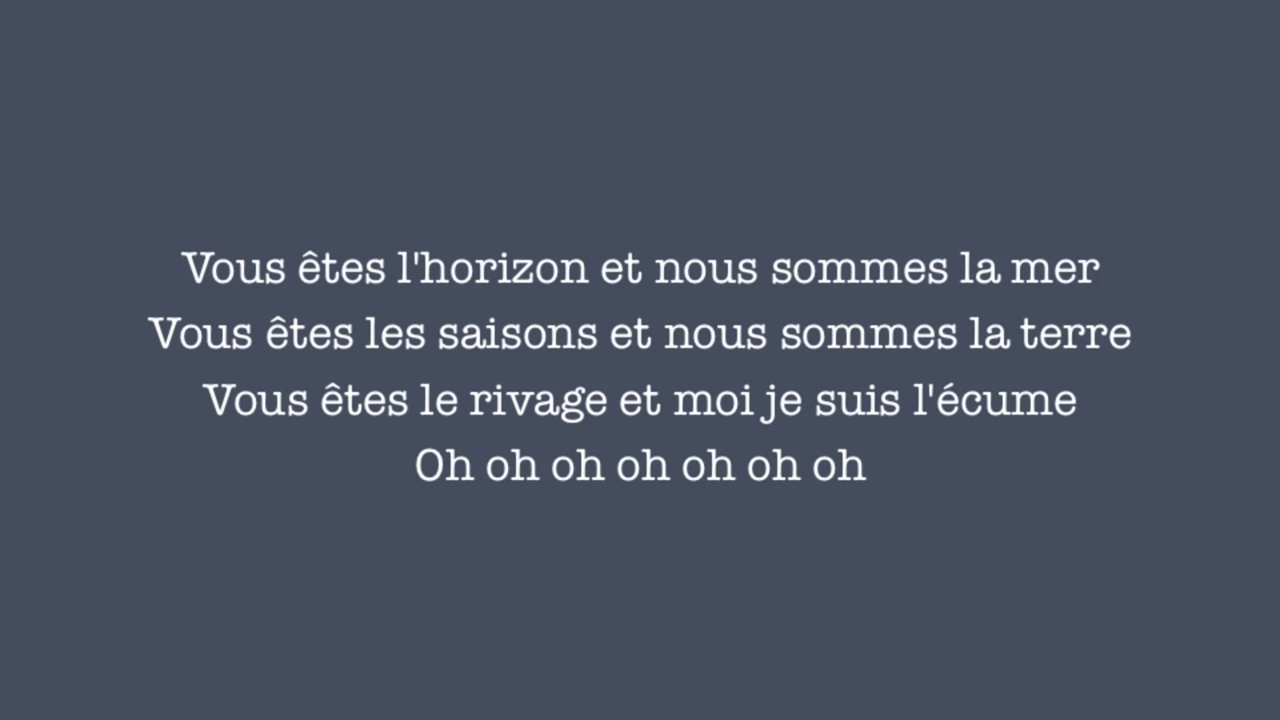 Vous êtes l'horizon et nous sommes la mer
Vous êtes les saisons et nous sommes la terre
Vous êtes le rivage et moi je suis l'écume
Oh oh oh oh oh oh oh